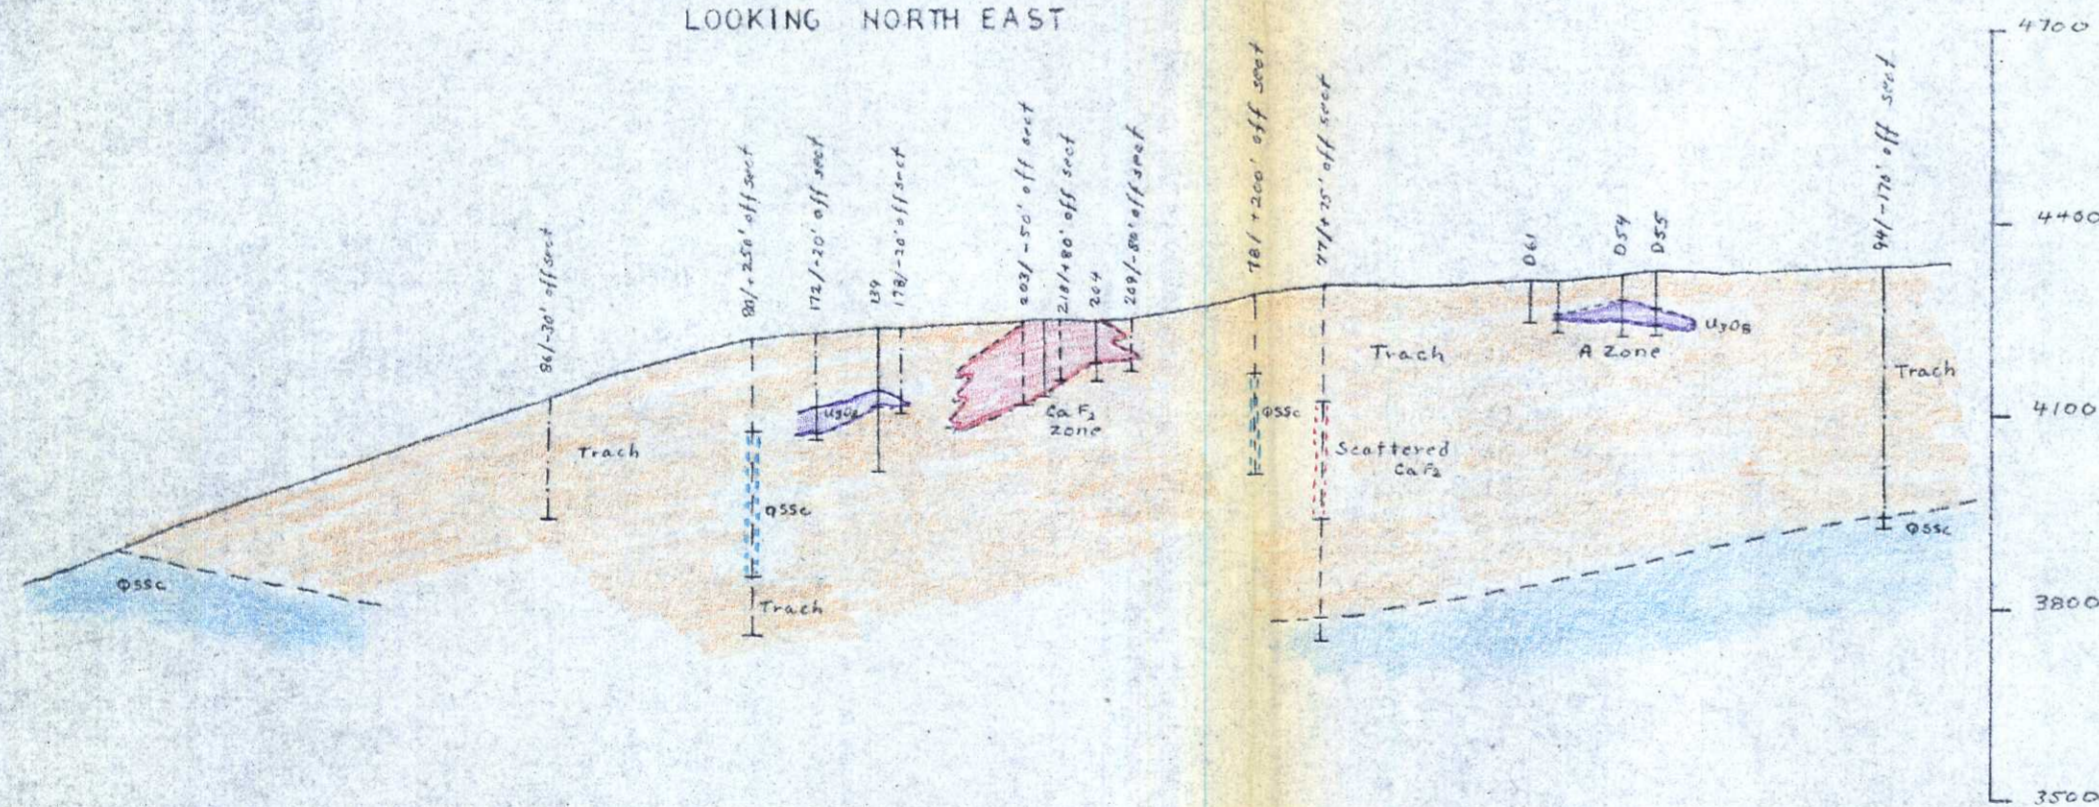 LOOKING NORTH EAST
4700
4400
4100
3800
3500
86/-30' off sect
80/+250' off sect
172/-20' off sect
139
178/-20' off sect
203/-50' off sect
218/+80' off sect
204
209/-80' off sect
78/+200' off sect
77/+75' off sect
D61
D54
D55
94/-170' off sect
U3O8
A Zone
Trach
Trach
U3O8
CaF2
Zone
QSSc
Scattered
CaF2
Trach
QSSc
QSSc
QSSc
Trach